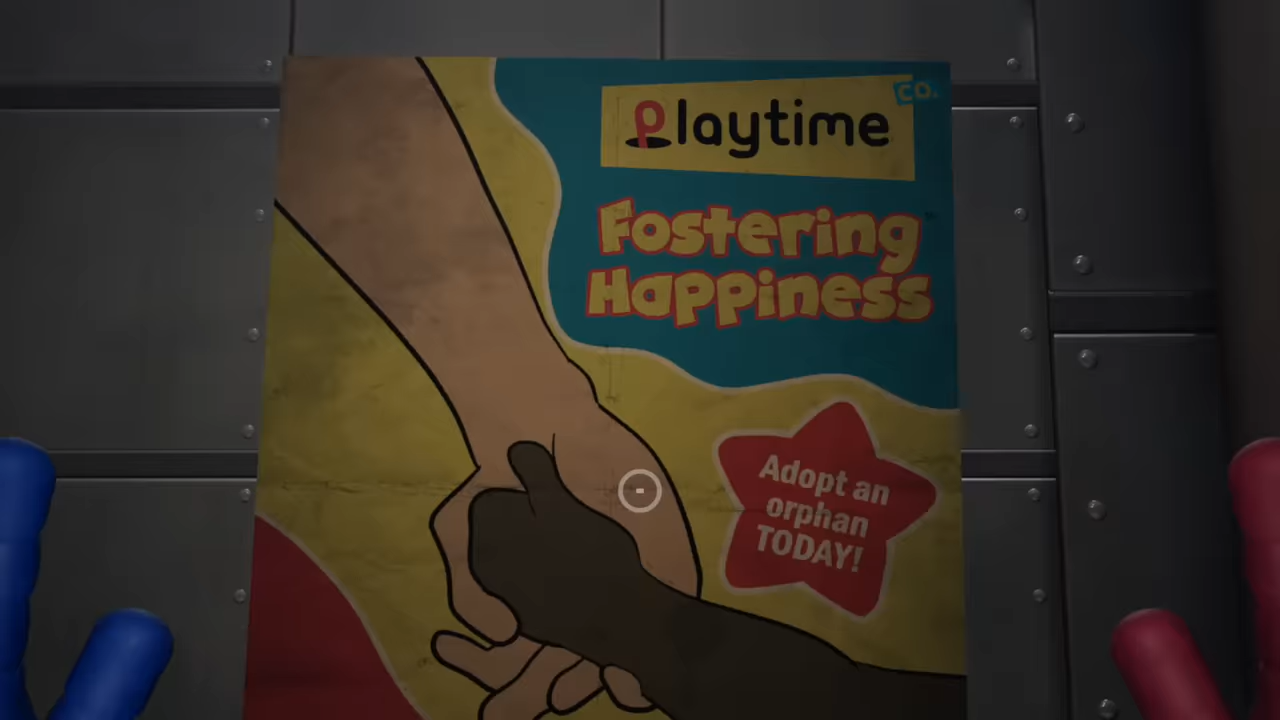 playtime
CO.
Fostering
Happiness
Adopt an
orphan
TODAY!